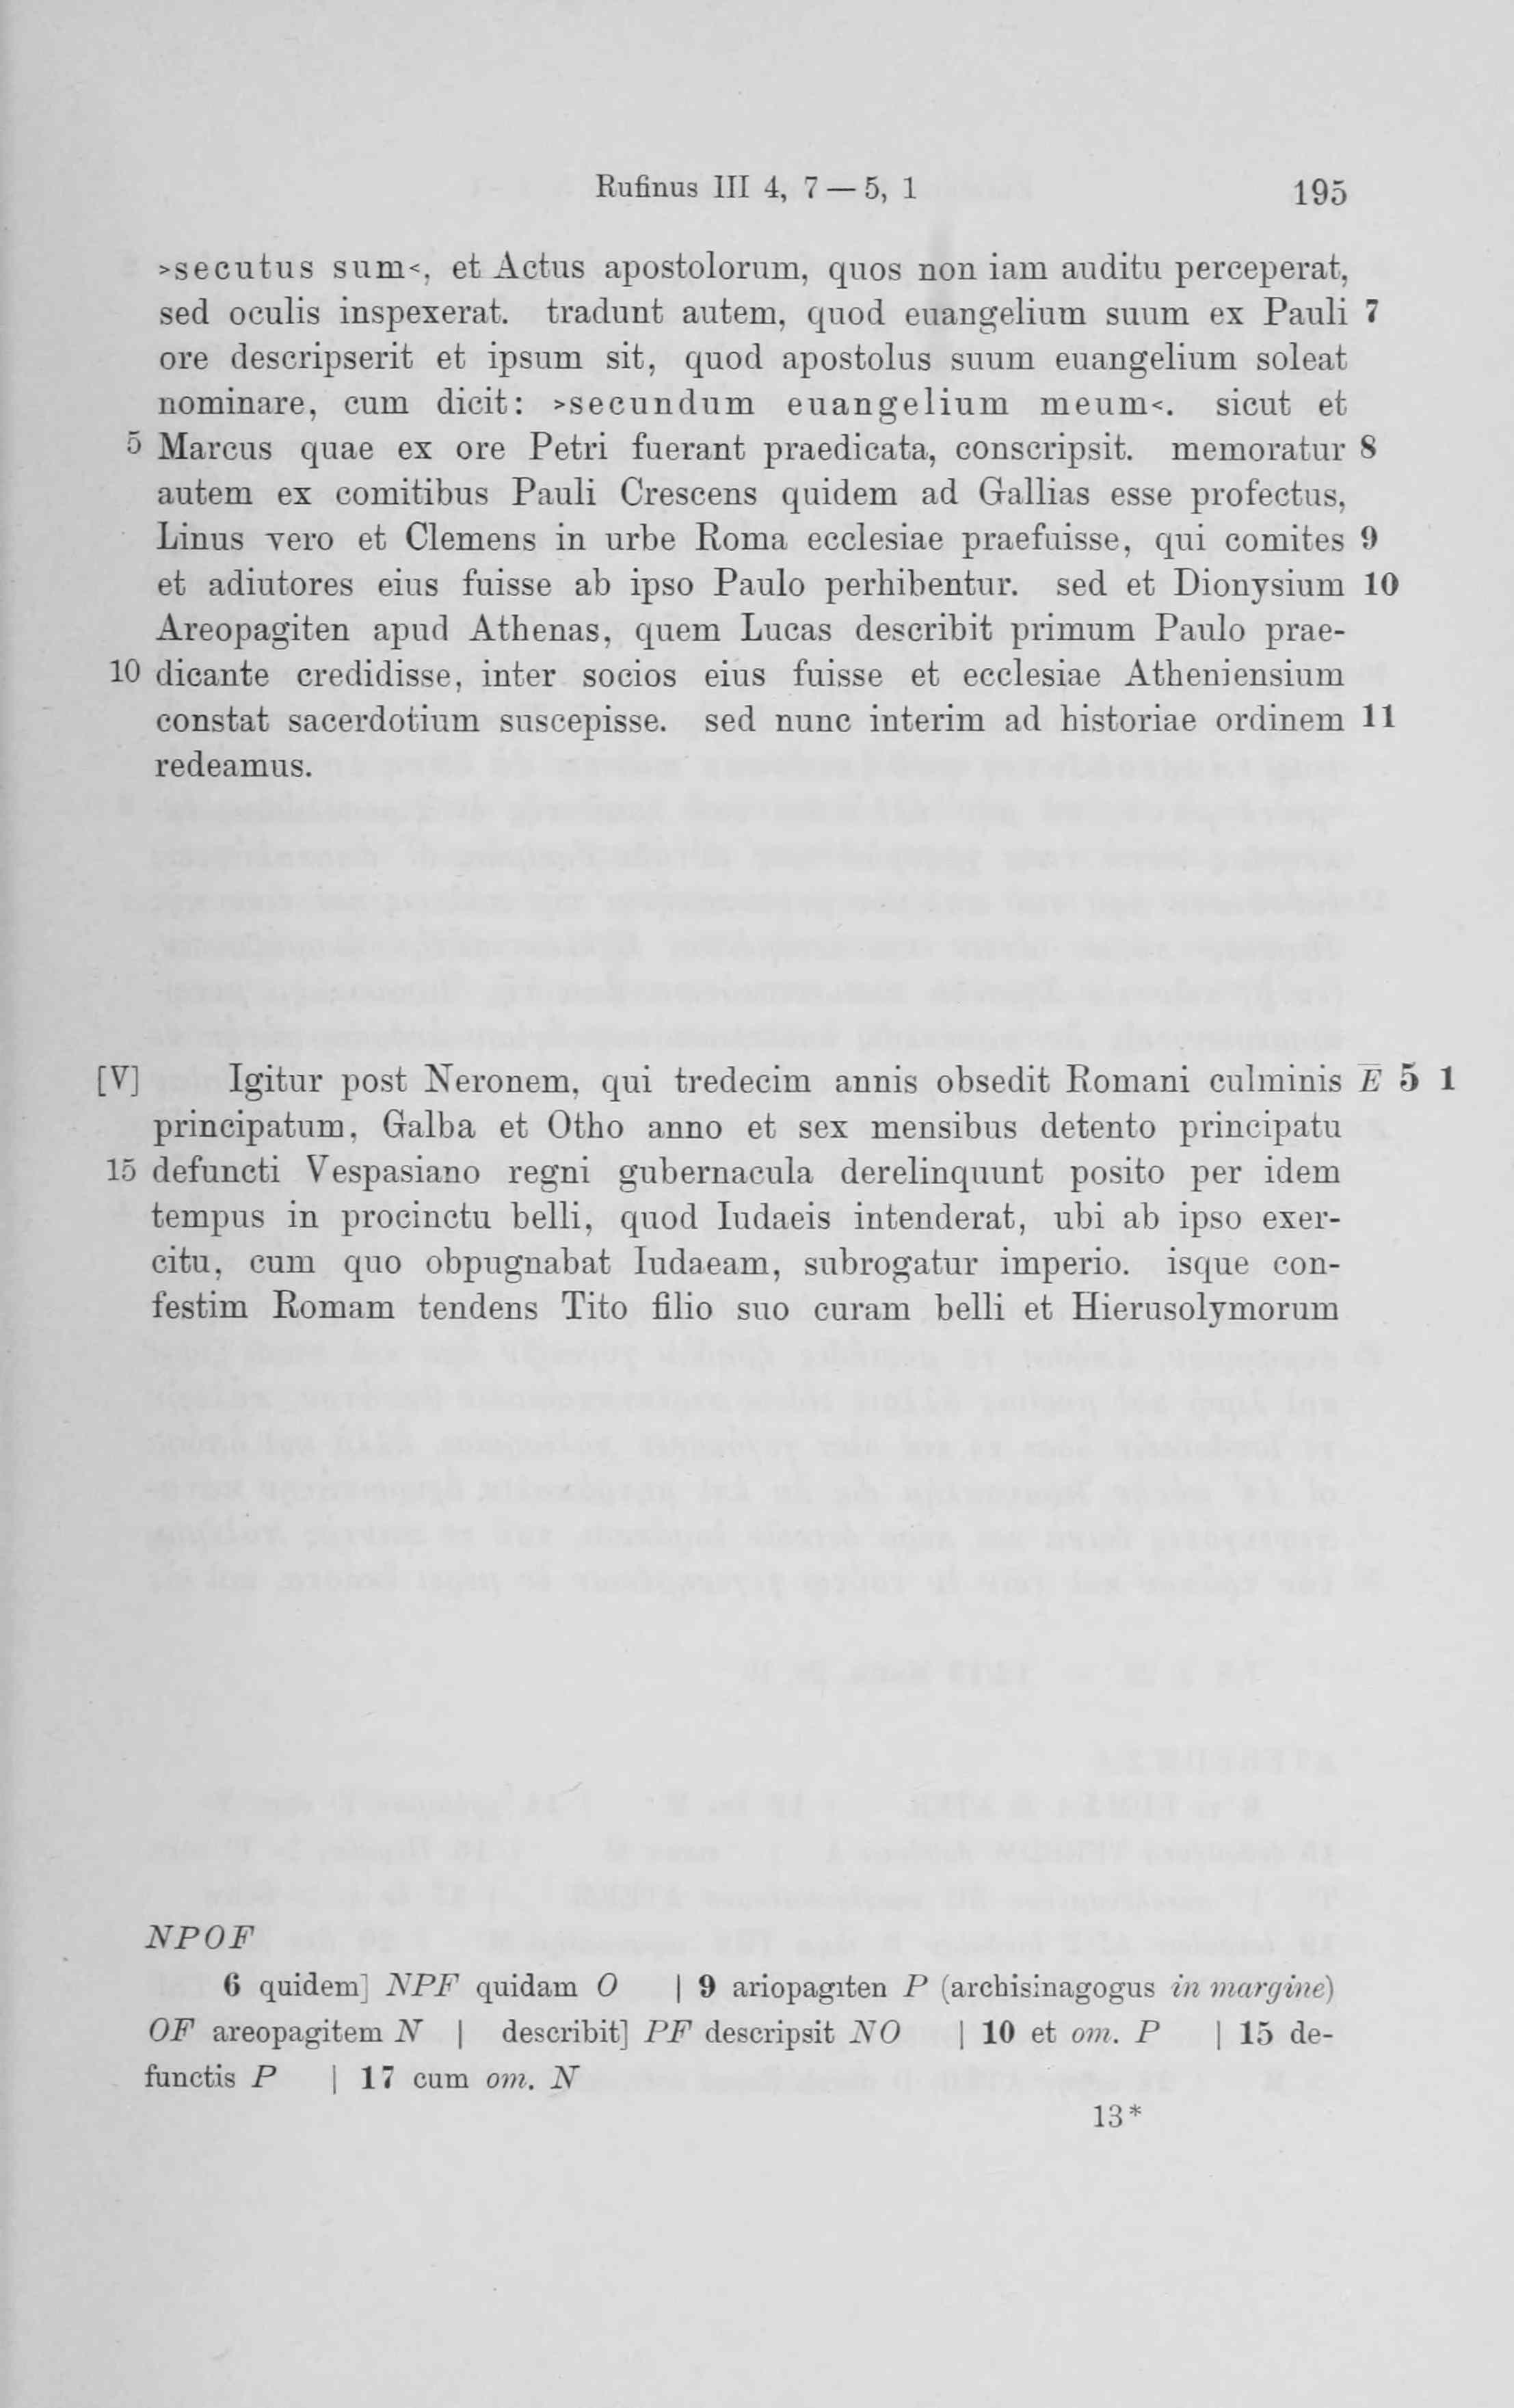 Rufinus III 4, 7 — 5, 1 195
>secutus sum<, et Actus apostolorum, quos non iam auditu perceperat,
sed oculis inspexerat. tradunt autem, quod euangelium suum ex Pauli 7
ore descripserit et ipsum sit, quod apostolus suum euangelium soleat
nominare, cum dicit: >secundum euangelium meum<. sicut et
5 Marcus quae ex ore Petri fuerant praedicata, conscripsit. memoratur 8
autem ex comitibus Pauli Crescens quidem ad Gallias esse profectus,
Linus vero et Clemens in urbe Roma ecclesiae praefuisse, qui comites 9
et adiutores eius fuisse ab ipso Paulo perhibentur. sed et Dionysium 10
Areopagiten apud Athenas, quem Lucas describit primum Paulo prae-
10 dicante credidisse, inter socios eius fuisse et ecclesiae Atheniensium
constat sacerdotium suscepisse. sed nunc interim ad historiae ordinem 11
redeamus.
[V] Igitur post Neronem, qui tredecim annis obsedit Romani culminis Ē 5 1
principatum, Galba et Otho anno et sex mensibus detento principatu
15 defuncti Vespasiano regni gubernacula derelinquunt posito per idem
tempus in procinctu belli, quod Iudaeis intenderat, ubi ab ipso exer-
citu, cum quo obpugnabat Iudaeam, subrogatur imperio. isque con-
festim Romam tendens Tito filio suo curam belli et Hierusolymorum
NPOF
6 quidem] NPF quidam O | 9 ariopagiten P (archisinagogus in margine)
OF areopagitem N | describit] PF descripsit NO | 10 et om. P | 15 de-
functis P | 17 cum om. N
13*